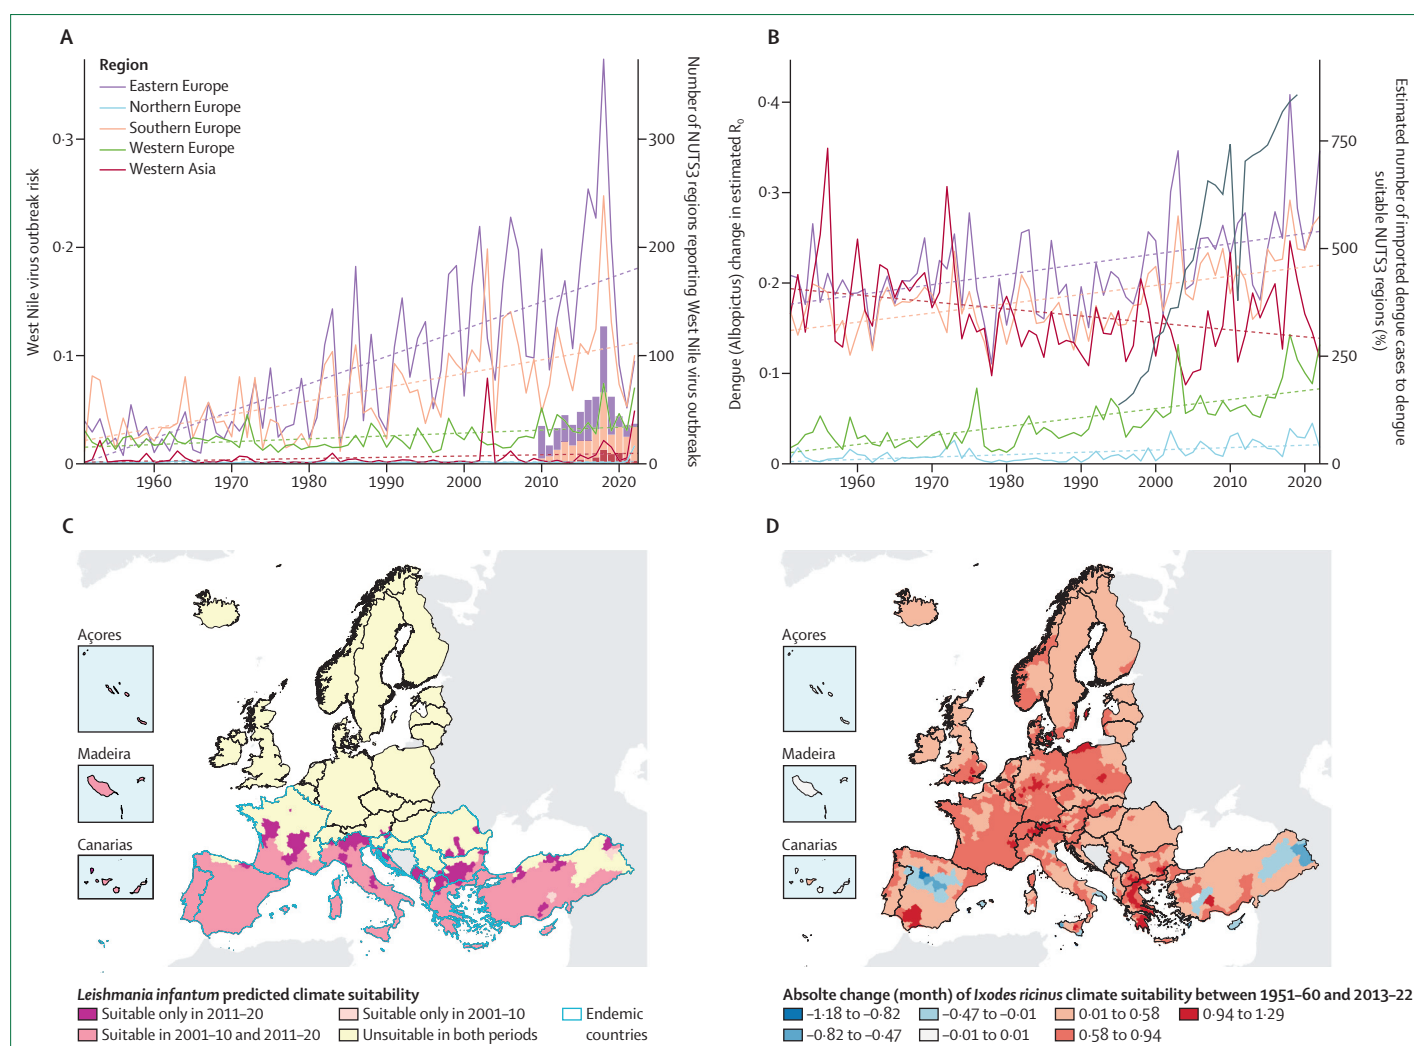 A
Region
Eastern Europe
Northern Europe
Southern Europe
Western Europe
Western Asia
West Nile virus outbreak risk
0·3
0·2
0·1
0
1960
1970
1980
1990
2000
2010
2020
300
200
100
0
Number of NUTS3 regions reporting West Nile virus outbreaks
B
Dengue (Albopictus) change in estimated R0
0·4
0·3
0·2
0·1
0
1960
1970
1980
1990
2000
2010
2020
750
500
250
0
Estimated number of imported dengue cases to dengue
suitable NUTS3 regions (%)
C
Açores
Madeira
Canarias
Leishmania infantum predicted climate suitability
Suitable only in 2011–20
Suitable only in 2001–10
Endemic
countries
Suitable in 2001–10 and 2011–20
Unsuitable in both periods
D
Açores
Madeira
Canarias
Absolte change (month) of Ixodes ricinus climate suitability between 1951–60 and 2013–22
–1·18 to –0·82
–0·47 to –0·01
0·01 to 0·58
0·94 to 1·29
–0·82 to –0·47
–0·01 to 0·01
0·58 to 0·94